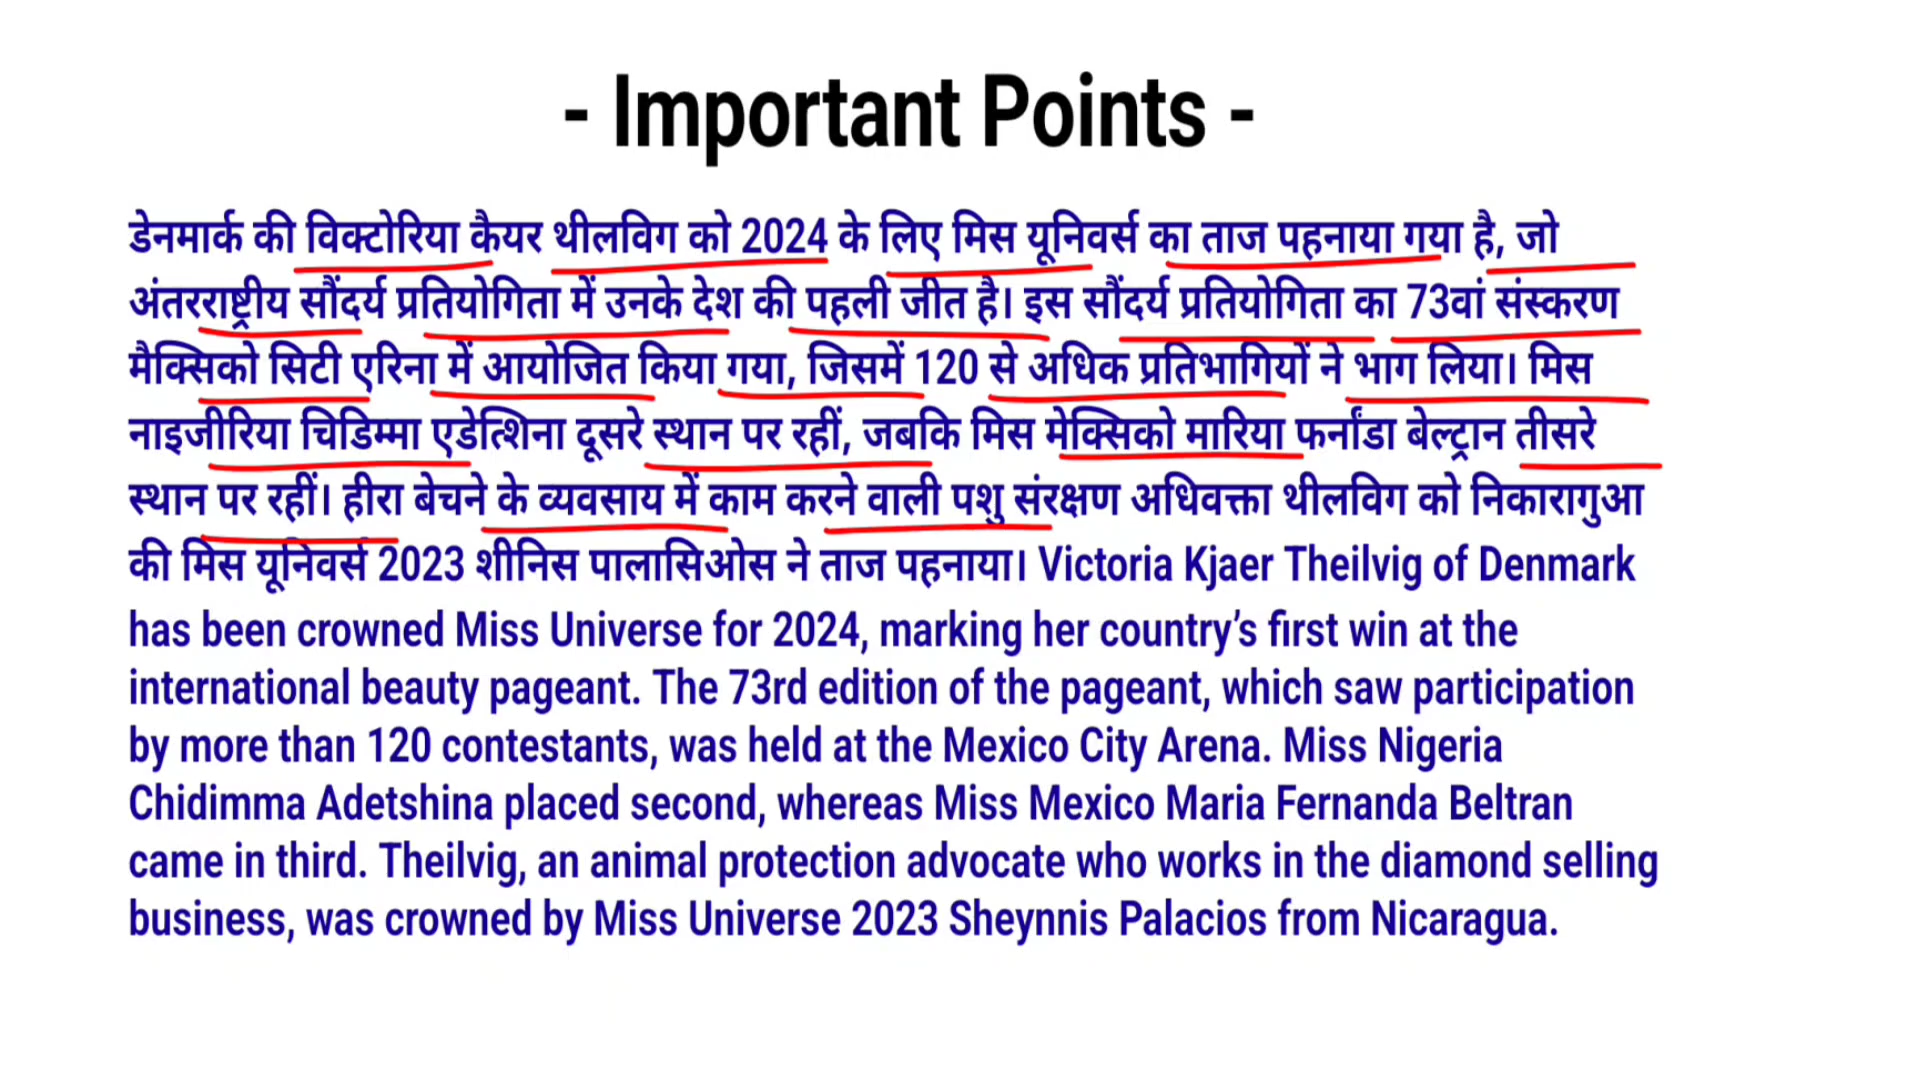 - Important Points -
डेनमार्क की विक्टोरिया कैयर थीलविग को 2024 के लिए मिस यूनिवर्स का ताज पहनाया गया है, जो
अंतरराष्ट्रीय सौंदर्य प्रतियोगिता में उनके देश की पहली जीत है। इस सौंदर्य प्रतियोगिता का 73वां संस्करण
मैक्सिको सिटी एरिना में आयोजित किया गया, जिसमें 120 से अधिक प्रतिभागियों ने भाग लिया। मिस
नाइजीरिया चिडिम्मा एडेत्शिना दूसरे स्थान पर रहीं, जबकि मिस मेक्सिको मारिया फर्नांडा बेल्ट्रान तीसरे
स्थान पर रहीं। हीरा बेचने के व्यवसाय में काम करने वाली पशु संरक्षण अधिवक्ता थीलविग को निकारागुआ
की मिस यूनिवर्स 2023 शीनिस पालासिओस ने ताज पहनाया। Victoria Kjaer Theilvig of Denmark
has been crowned Miss Universe for 2024, marking her country’s first win at the
international beauty pageant. The 73rd edition of the pageant, which saw participation
by more than 120 contestants, was held at the Mexico City Arena. Miss Nigeria
Chidimma Adetshina placed second, whereas Miss Mexico Maria Fernanda Beltran
came in third. Theilvig, an animal protection advocate who works in the diamond selling
business, was crowned by Miss Universe 2023 Sheynnis Palacios from Nicaragua.